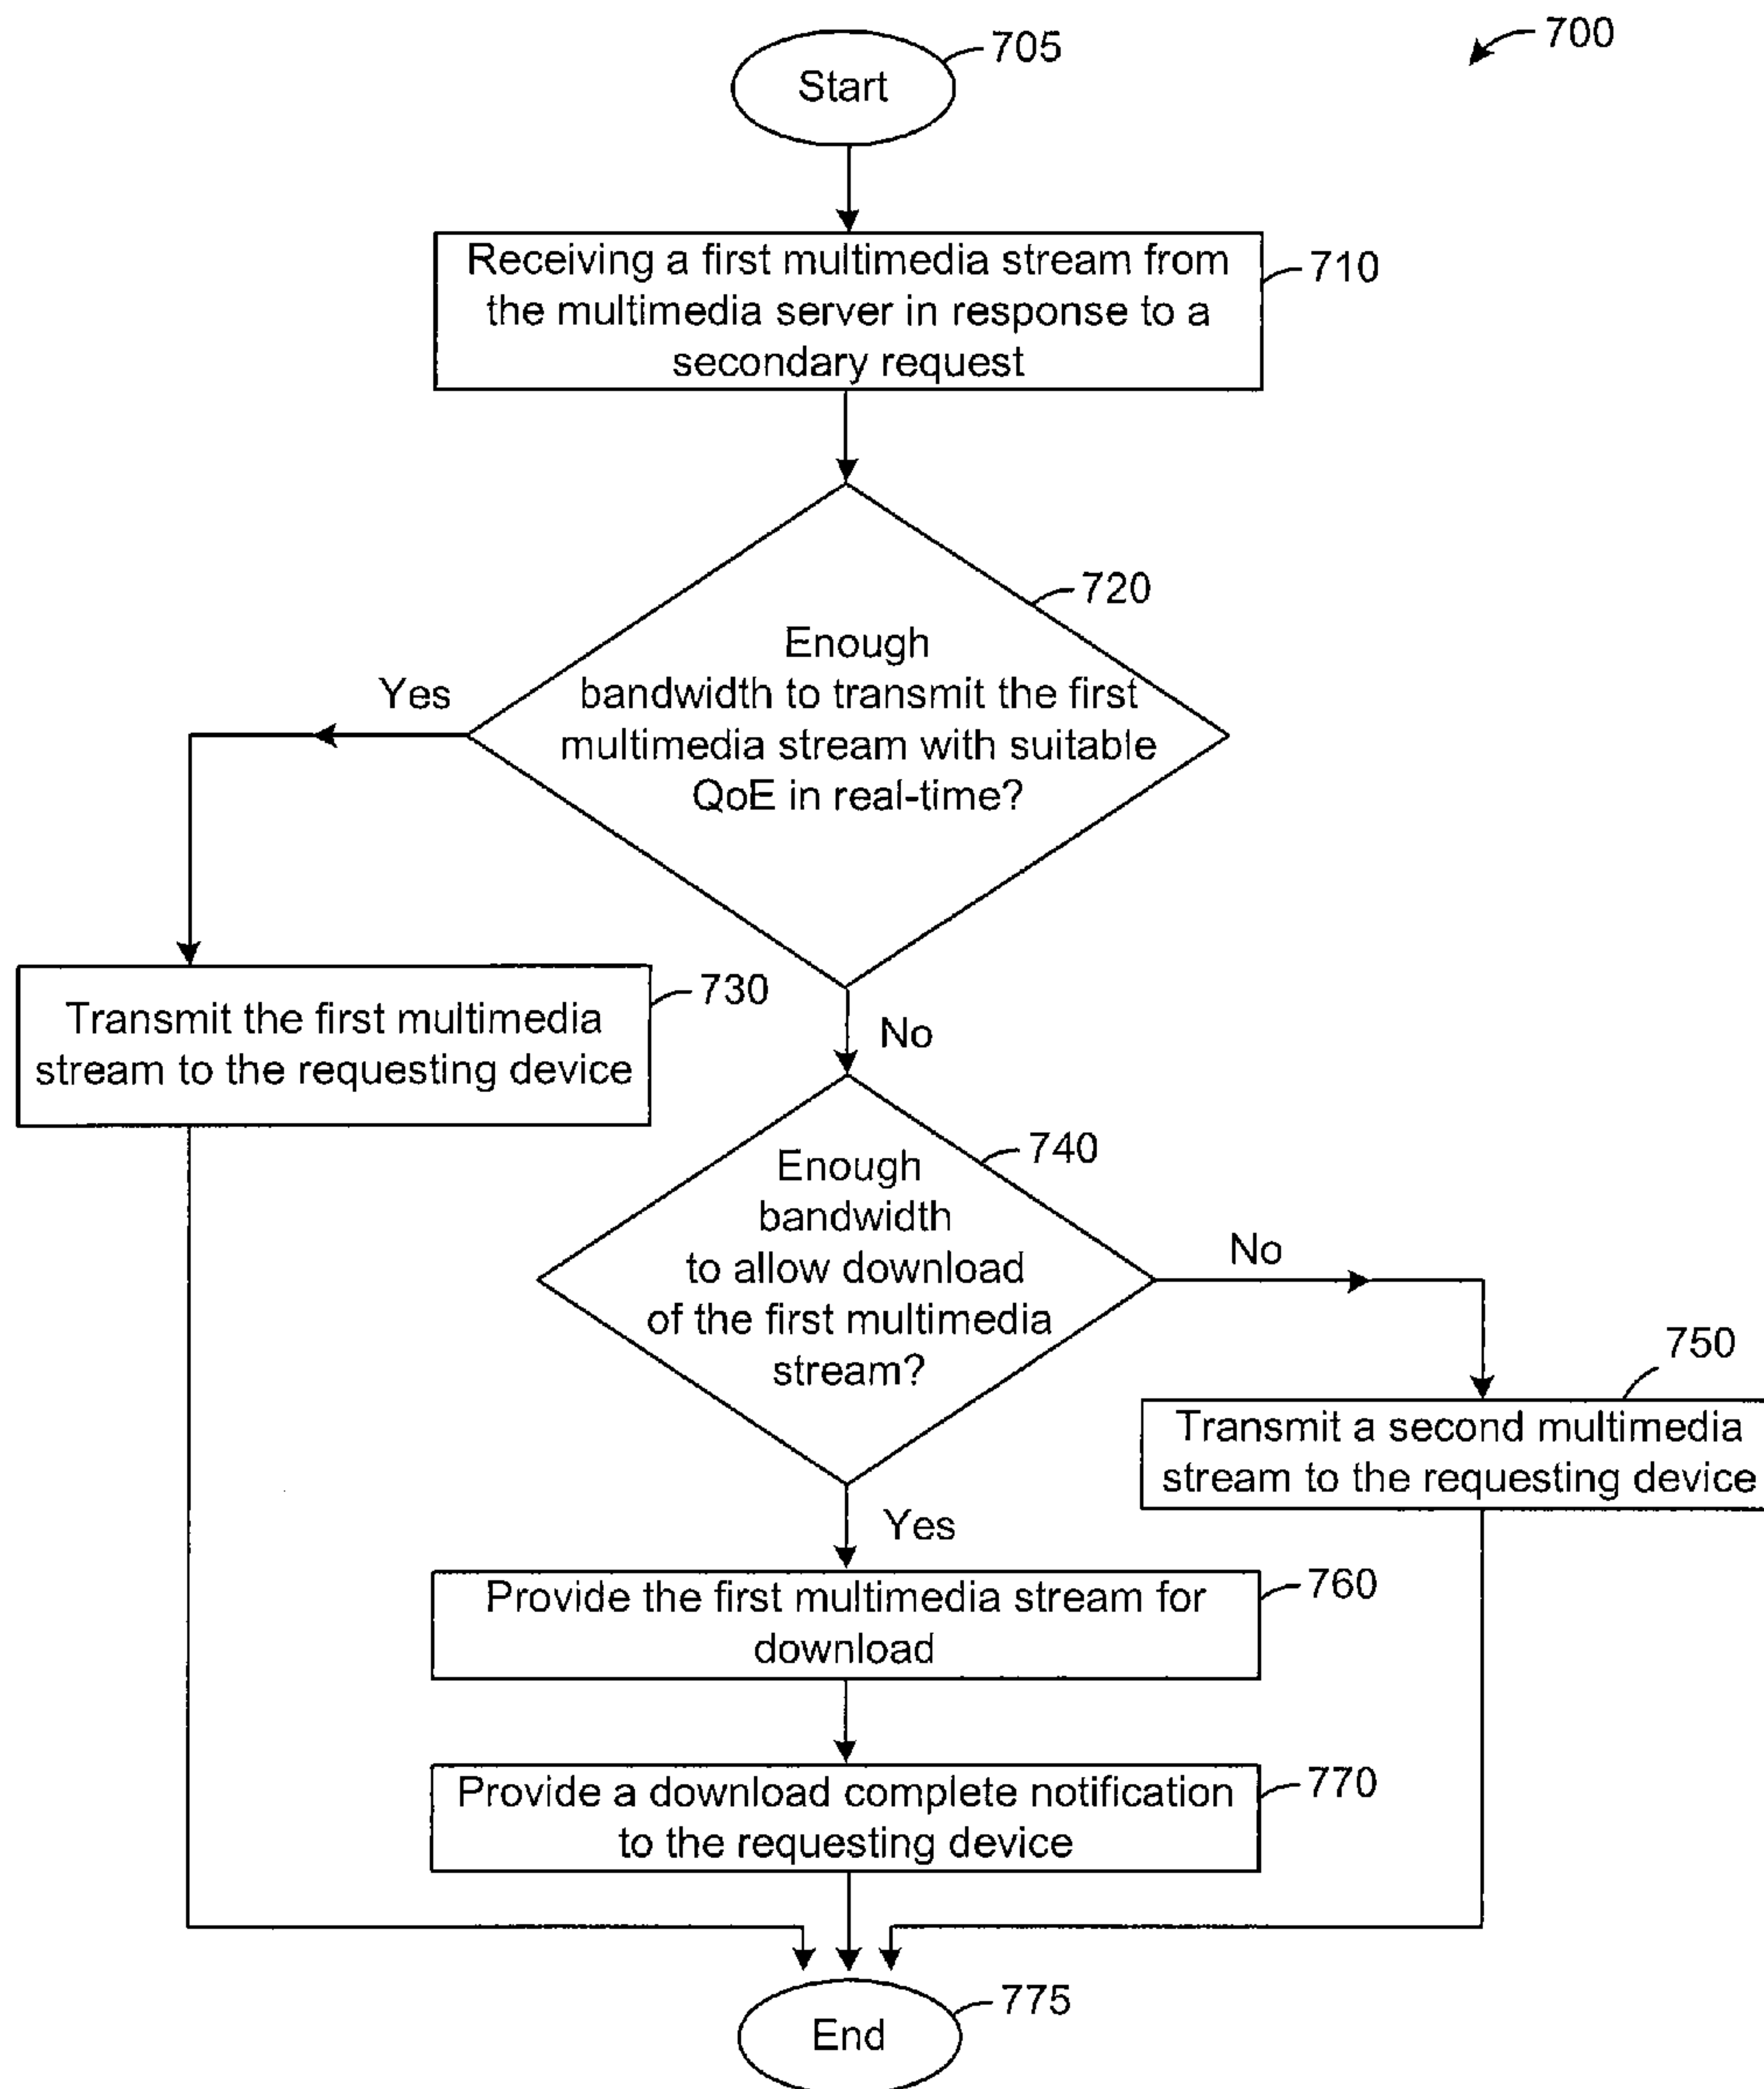 700
705
Start
Receiving a first multimedia stream from
the multimedia server in response to a
secondary request
710
720
Enough
bandwidth to transmit the first
multimedia stream with suitable
QoE in real-time?
Yes
No
Transmit the first multimedia
stream to the requesting device
730
740
Enough
bandwidth
to allow download
of the first multimedia
stream?
No
Yes
750
Transmit a second multimedia
stream to the requesting device
Provide the first multimedia stream for
download
760
Provide a download complete notification
to the requesting device
770
775
End